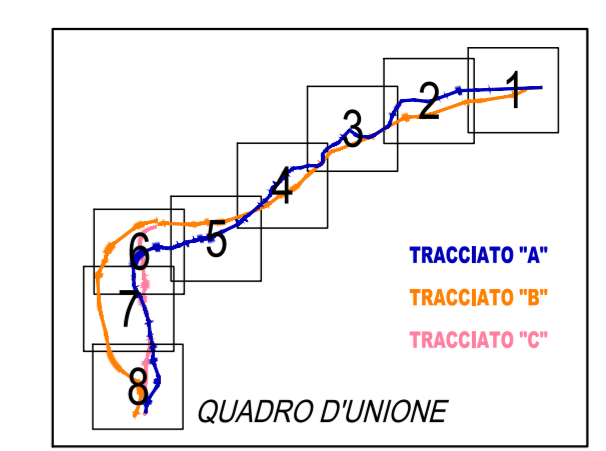 1
2
3
4
5
6
7
8
TRACCIATO "A"
TRACCIATO "B"
TRACCIATO "C"
QUADRO D'UNIONE